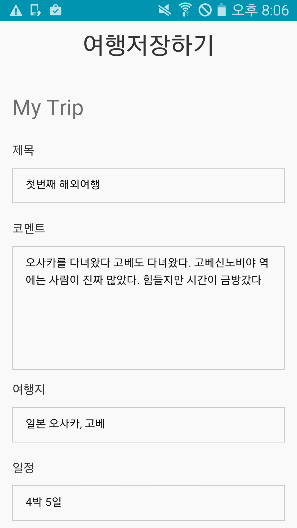 오후 8:06
여행저장하기
My Trip
제목
첫번째 해외여행
코멘트
오사카를 다녀왔다 고베도 다녀왔다. 고베신노비야 역
에는 사람이 진짜 많았다. 힘들지만 시간이 금방갔다
여행지
일본 오사카, 고베
일정
4박 5일